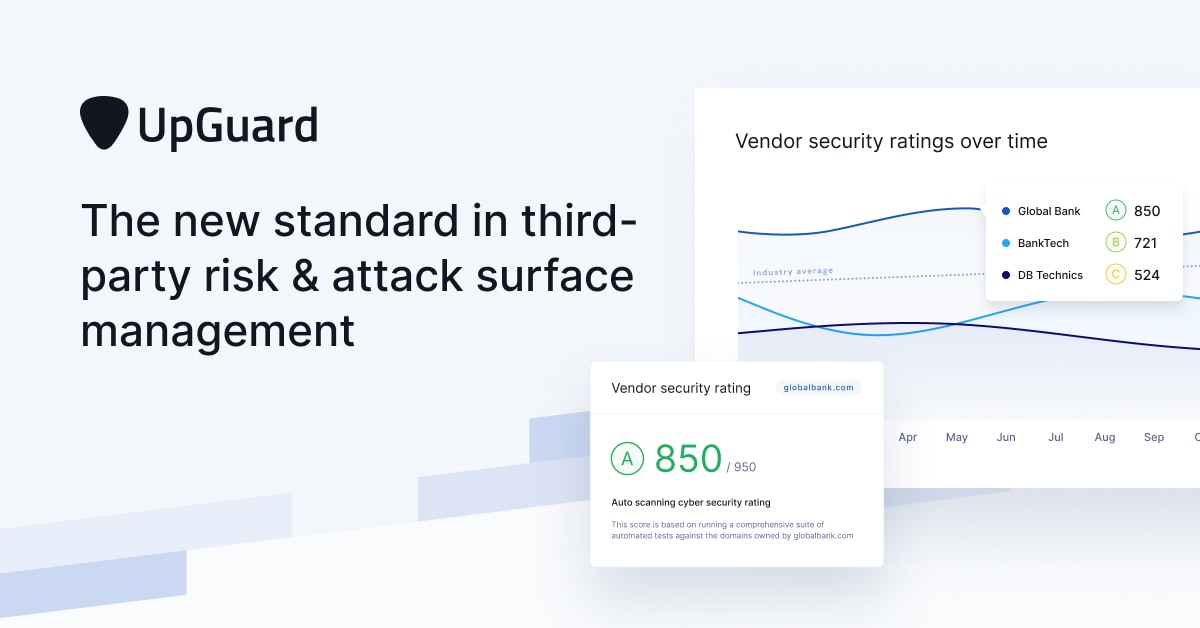 UpGuard
The new standard in third-
party risk & attack surface
management
Vendor security ratings over time
Global Bank A 850
BankTech B 721
DB Technics C 524
Industry average
Apr May Jun Jul Aug Sep
Vendor security rating globalbank.com
A 850 / 950
Auto scanning cyber security rating
This score is based on running a comprehensive suite of
automated tests against the domains owned by globalbank.com